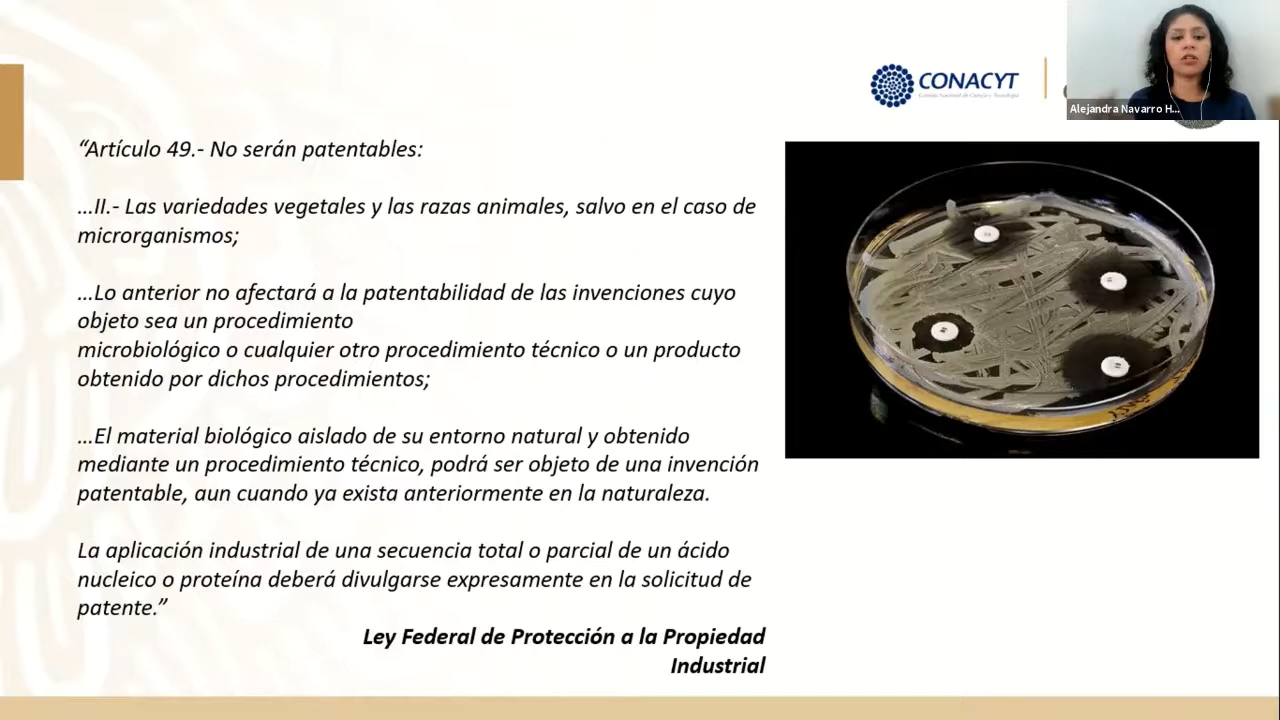 CONACYT
Consejo Nacional de Ciencia y Tecnología
Alejandra Navarro H...
“Artículo 49.- No serán patentables:
...II.- Las variedades vegetales y las razas animales, salvo en el caso de
microrganismos;
...Lo anterior no afectará a la patentabilidad de las invenciones cuyo
objeto sea un procedimiento
microbiológico o cualquier otro procedimiento técnico o un producto
obtenido por dichos procedimientos;
...El material biológico aislado de su entorno natural y obtenido
mediante un procedimiento técnico, podrá ser objeto de una invención
patentable, aun cuando ya exista anteriormente en la naturaleza.
La aplicación industrial de una secuencia total o parcial de un ácido
nucleico o proteína deberá divulgarse expresamente en la solicitud de
patente.”
Ley Federal de Protección a la Propiedad
Industrial